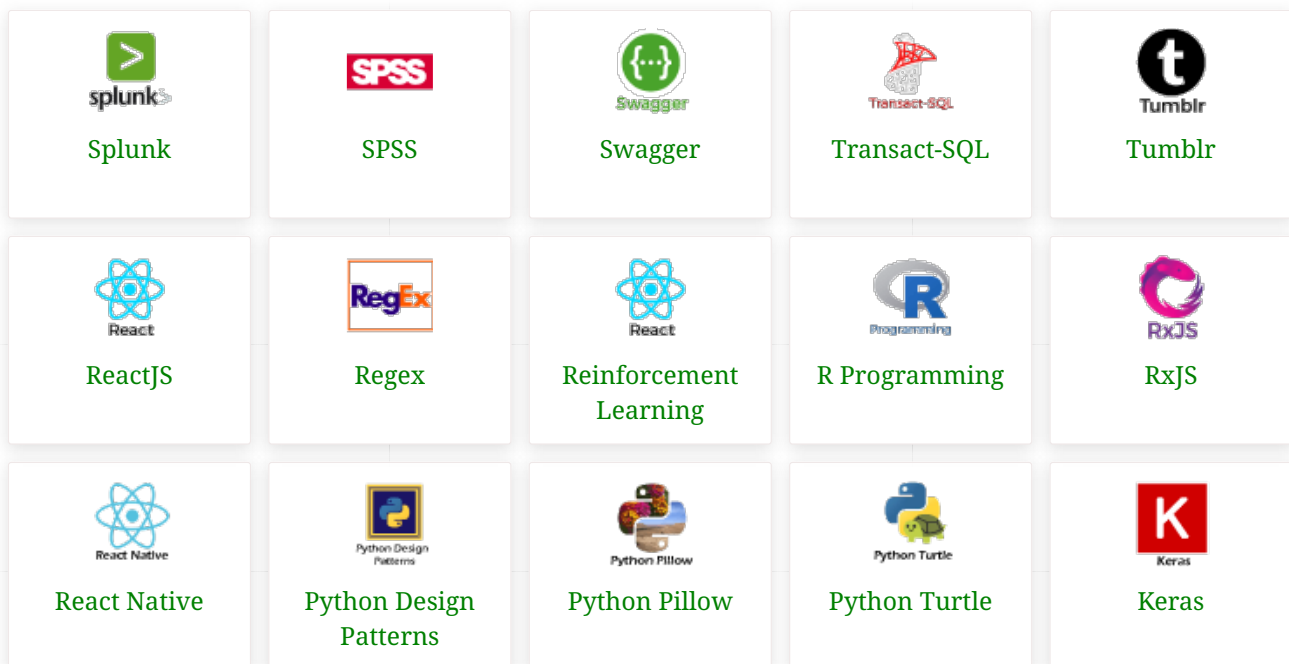 splunk>
SPSS
{···}
Swagger
Transact-SQL
t
Tumblr
Splunk
SPSS
Swagger
Transact-SQL
Tumblr
React
RegEx
React
R
Programming
RxJS
ReactJS
Regex
Reinforcement
Learning
R Programming
RxJS
React Native
Python Design
Patterns
Python Pillow
Python Turtle
K
Keras
React Native
Python Design
Patterns
Python Pillow
Python Turtle
Keras